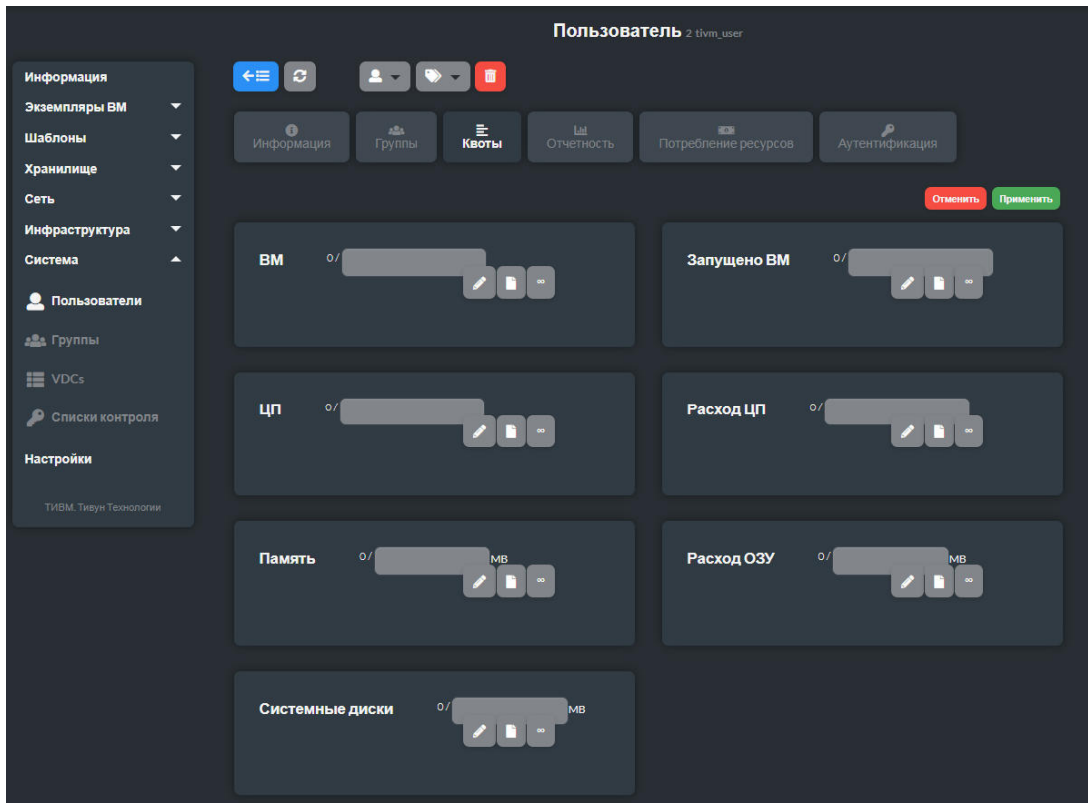 Пользователь 2 tivm_user
Информация
Экземпляры ВМ
Шаблоны
Хранилище
Сеть
Инфраструктура
Система
Пользователи
Группы
VDCs
Списки контроля
Настройки
ТИВМ. Тивун Технологии
Информация
Группы
Квоты
Отчетность
Потребление ресурсов
Аутентификация
Отменить Применить
ВМ 0/
∞
Запущено ВМ 0/
∞
ЦП 0/
∞
Расход ЦП 0/
∞
Память 0/ MB
∞
Расход ОЗУ 0/ MB
∞
Системные диски 0/ MB
∞